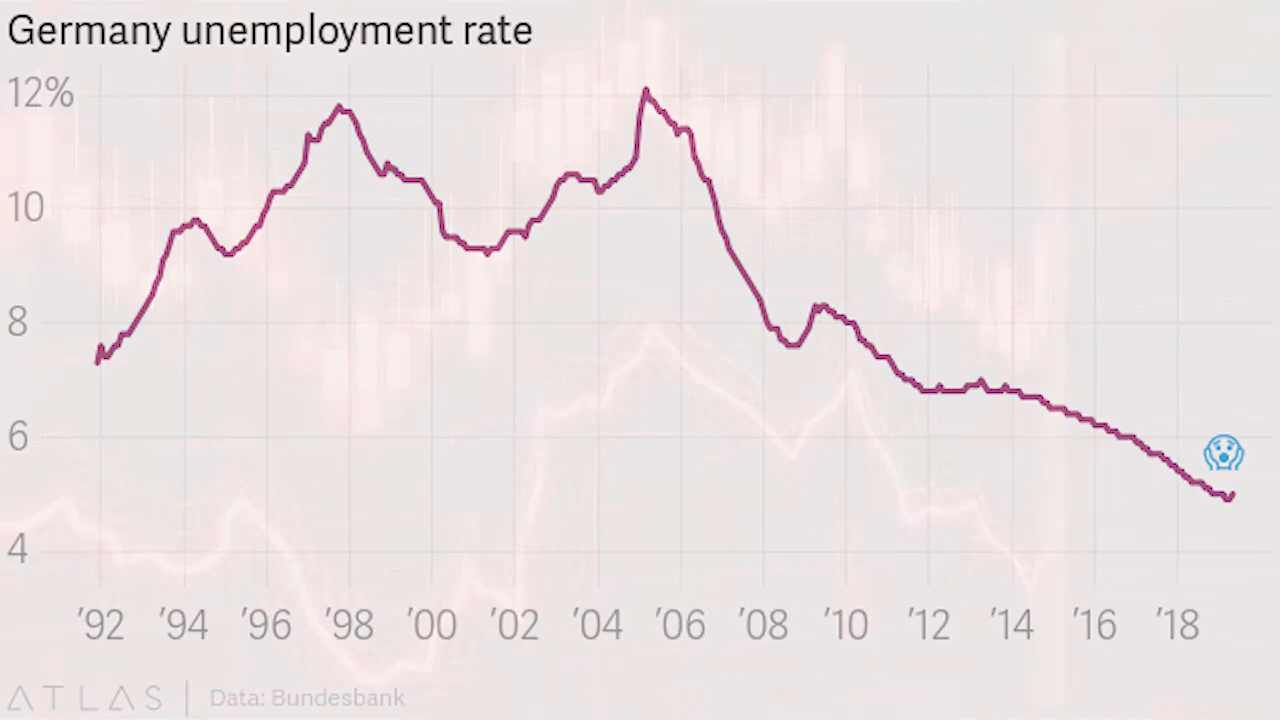 Germany unemployment rate
12%
10
8
6
4
’92 ’94 ’96 ’98 ’00 ’02 ’04 ’06 ’08 ’10 ’12 ’14 ’16 ’18
ATLAS | Data: Bundesbank